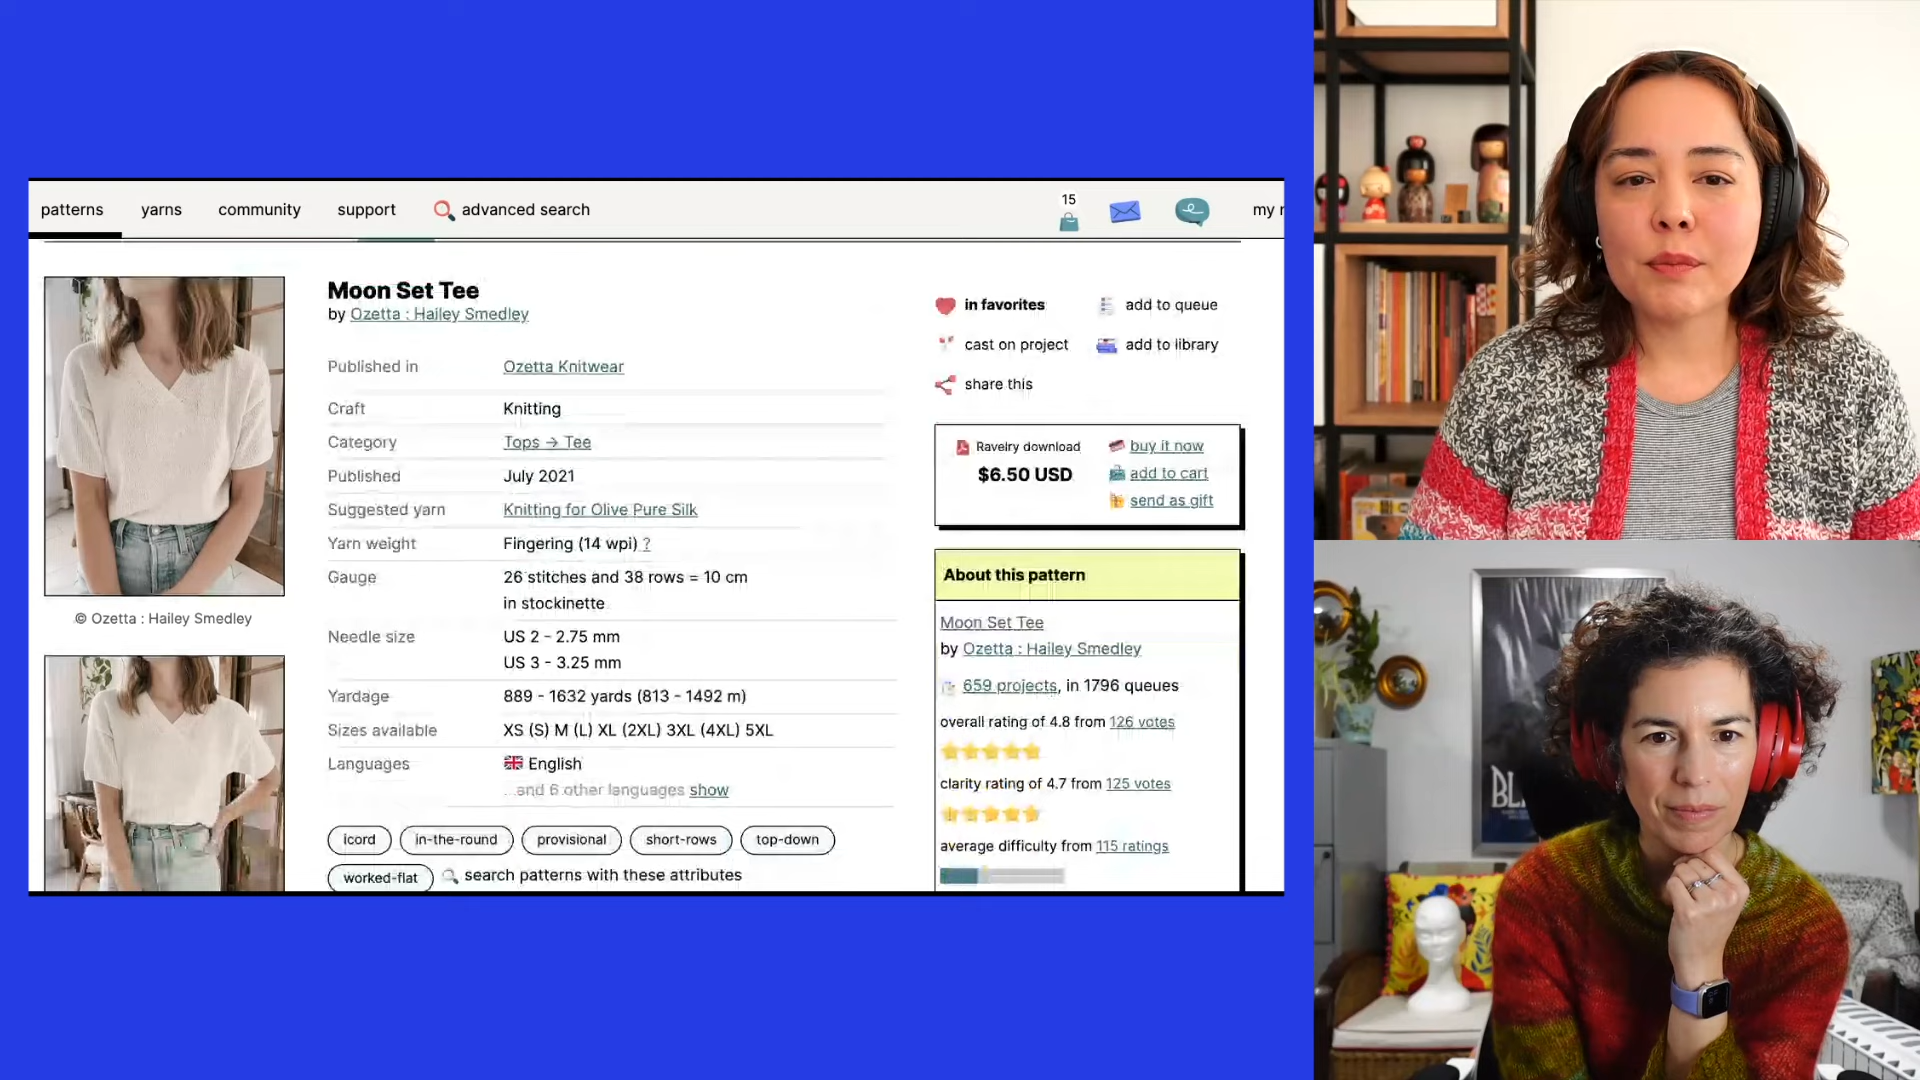 patterns yarns community support advanced search 15 my
Moon Set Tee
by Ozetta : Hailey Smedley
Published in Ozetta Knitwear
Craft Knitting
Category Tops → Tee
Published July 2021
Suggested yarn Knitting for Olive Pure Silk
Yarn weight Fingering (14 wpi) ?
Gauge 26 stitches and 38 rows = 10 cm
in stockinette
Needle size US 2 - 2.75 mm
US 3 - 3.25 mm
Yardage 889 - 1632 yards (813 - 1492 m)
Sizes available XS (S) M (L) XL (2XL) 3XL (4XL) 5XL
Languages English
...and 6 other languages show
icord in-the-round provisional short-rows top-down
worked-flat search patterns with these attributes
© Ozetta : Hailey Smedley
in favorites add to queue
cast on project add to library
share this
Ravelry download buy it now
$6.50 USD add to cart
send as gift
About this pattern
Moon Set Tee
by Ozetta : Hailey Smedley
659 projects, in 1796 queues
overall rating of 4.8 from 126 votes
clarity rating of 4.7 from 125 votes
average difficulty from 115 ratings